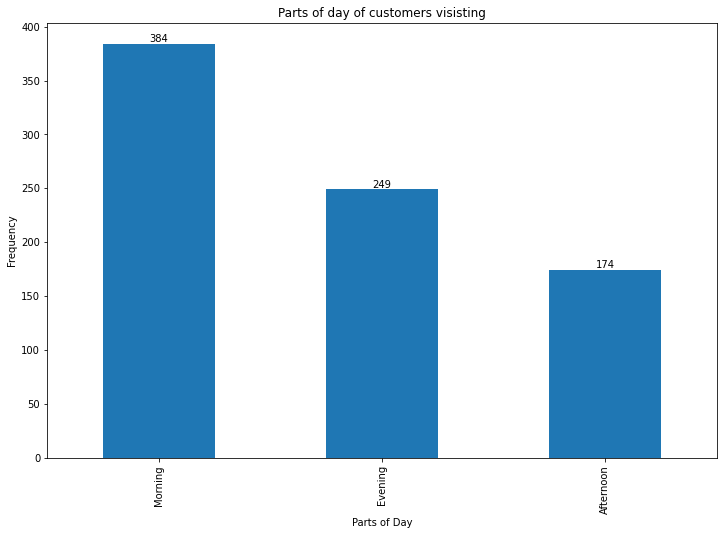 Parts of day of customers visisting
400
384
350
300
250
249
200
174
150
100
50
0
Frequency
Morning
Evening
Afternoon
Parts of Day